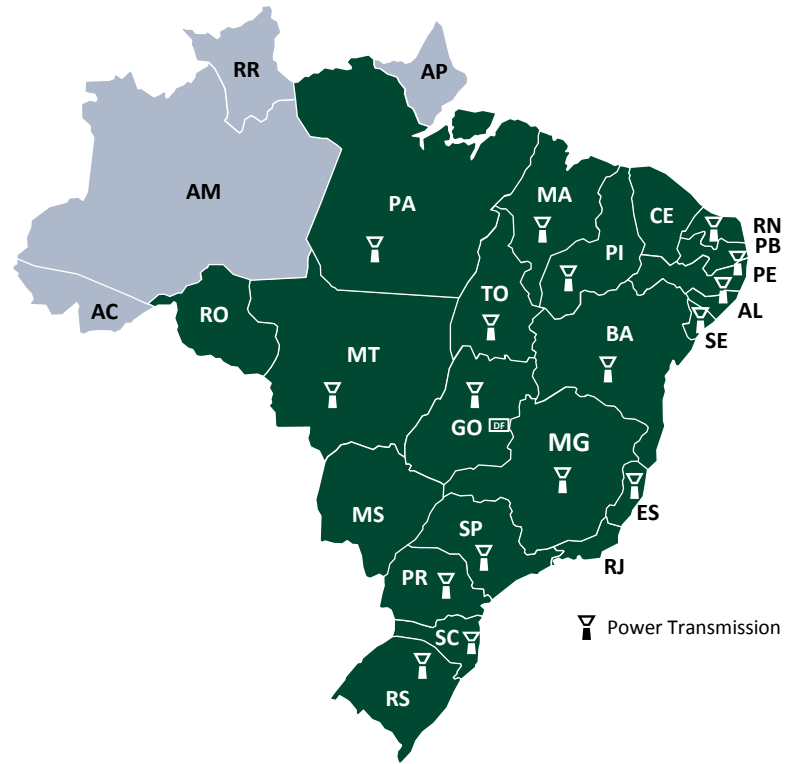 RR
AP
AM
PA
MA
CE
RN
PB
PI
PE
AL
TO
AC
RO
BA
SE
MT
GO
DF
MG
MS
ES
SP
RJ
PR
Power Transmission
SC
RS